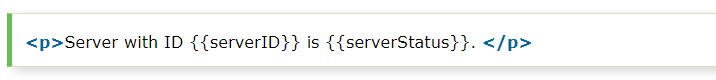 <p>Server with ID {{serverID}} is {{serverStatus}}. </p>